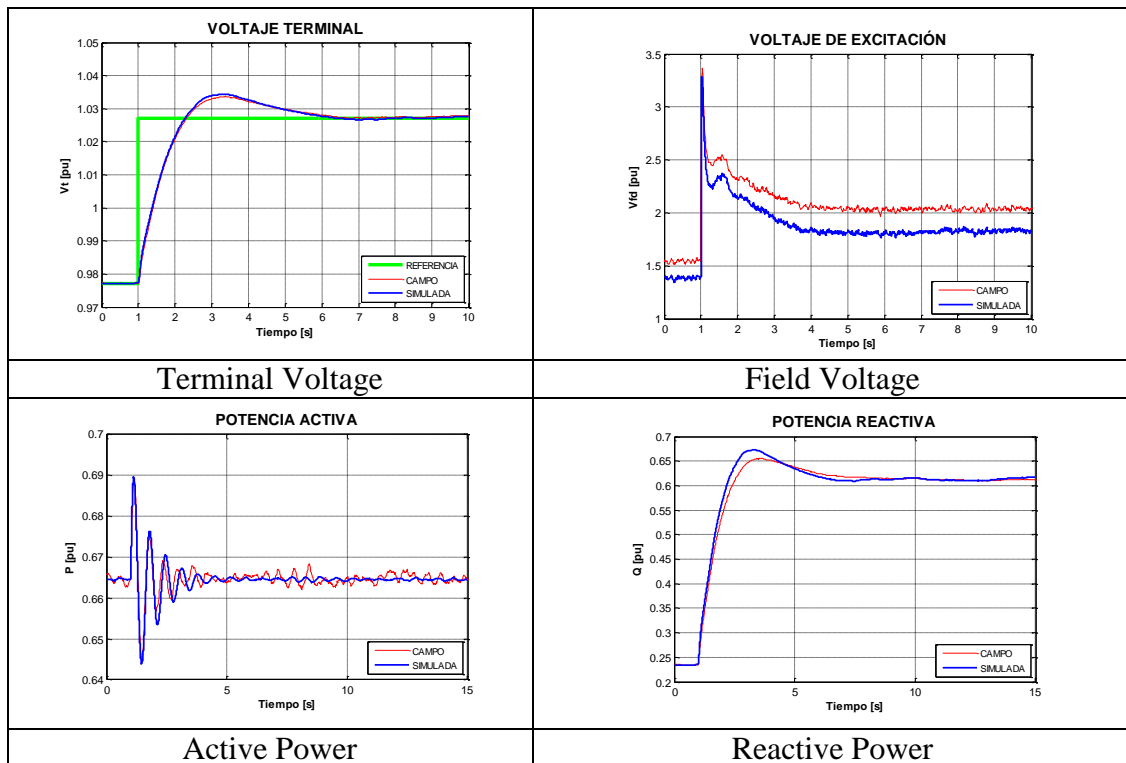 VOLTAJE TERMINAL
1.05
1.04
1.03
1.02
1.01
1
0.99
0.98
0.97
Vt [pu]
REFERENCIA
CAMPO
SIMULADA
0 1 2 3 4 5 6 7 8 9 10
Tiempo [s]
VOLTAJE DE EXCITACIÓN
3.5
3
2.5
2
1.5
1
Vfd [pu]
CAMPO
SIMULADA
0 1 2 3 4 5 6 7 8 9 10
Tiempo [s]
Terminal Voltage
Field Voltage
POTENCIA ACTIVA
0.7
0.69
0.68
0.67
0.66
0.65
0.64
P [pu]
CAMPO
SIMULADA
0 5 10 15
Tiempo [s]
POTENCIA REACTIVA
0.7
0.65
0.6
0.55
0.5
0.45
0.4
0.35
0.3
0.25
0.2
Q [pu]
CAMPO
SIMULADA
0 5 10 15
Tiempo [s]
Active Power
Reactive Power